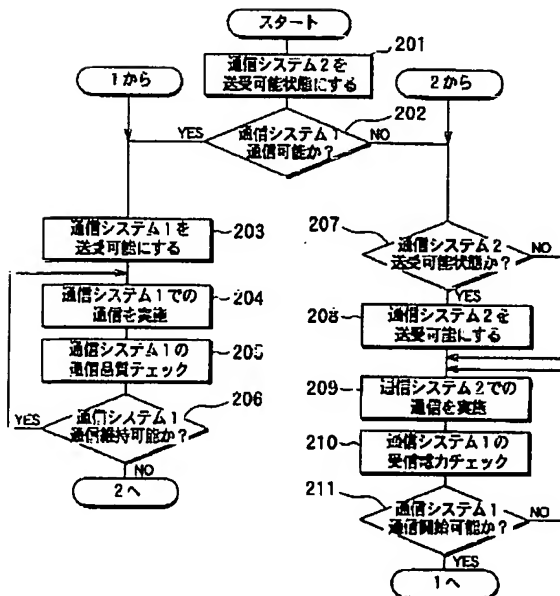 スタート
201
通信システム2を
送受可能状態にする
1から
2から
202
通信システム1
通信可能か?
YES
NO
通信システム1を
送受可能にする
203
207
通信システム2
送受可能状態か?
NO
YES
通信システム1での
通信を実施
204
208
通信システム2を
送受可能にする
通信システム1の
通信品質チェック
205
209
通信システム2での
通信を実施
206
通信システム1
通信維持可能か?
YES
NO
2へ
210
通信システム1の
受信電力チェック
211
通信システム1
通信開始可能か?
NO
YES
1へ